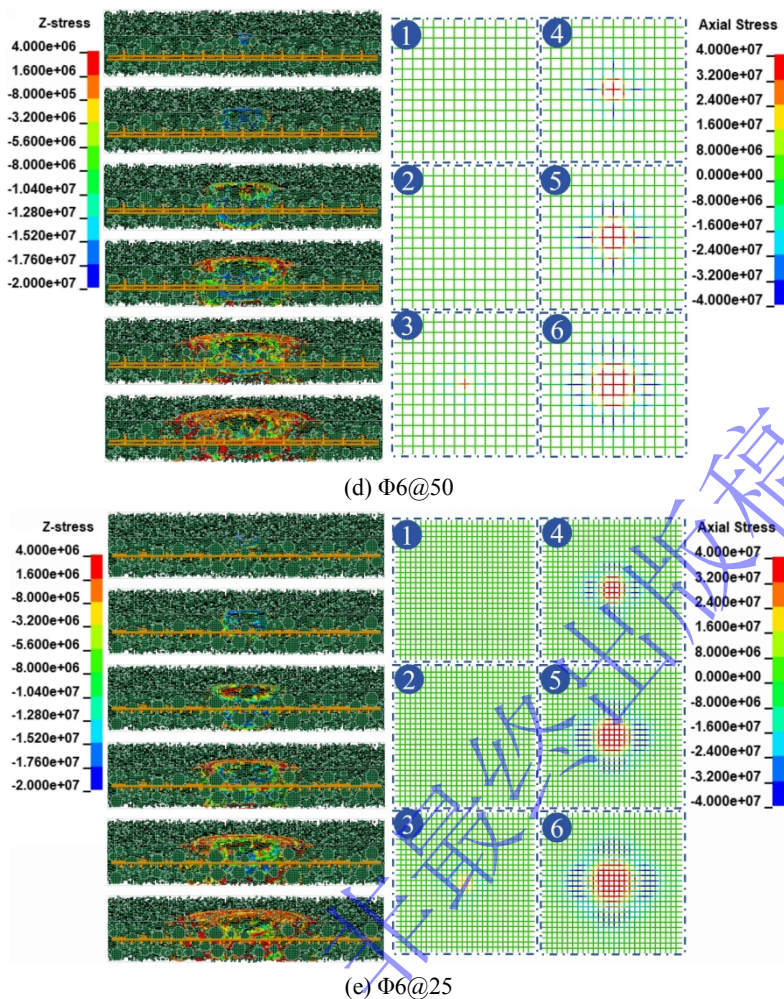 Z-stress
4.000e+06
1.600e+06
-8.000e+05
-3.200e+06
-5.600e+06
-8.000e+06
-1.040e+07
-1.280e+07
-1.520e+07
-1.760e+07
-2.000e+07
1
2
3
4
5
6
Axial Stress
4.000e+07
3.200e+07
2.400e+07
1.600e+07
8.000e+06
0.000e+00
-8.000e+06
-1.600e+07
-2.400e+07
-3.200e+07
-4.000e+07
(d) Φ6@50
Z-stress
4.000e+06
1.600e+06
-8.000e+05
-3.200e+06
-5.600e+06
-8.000e+06
-1.040e+07
-1.280e+07
-1.520e+07
-1.760e+07
-2.000e+07
1
2
3
4
5
6
Axial Stress
4.000e+07
3.200e+07
2.400e+07
1.600e+07
8.000e+06
0.000e+00
-8.000e+06
-1.600e+07
-2.400e+07
-3.200e+07
-4.000e+07
(e) Φ6@25
非最终出版稿